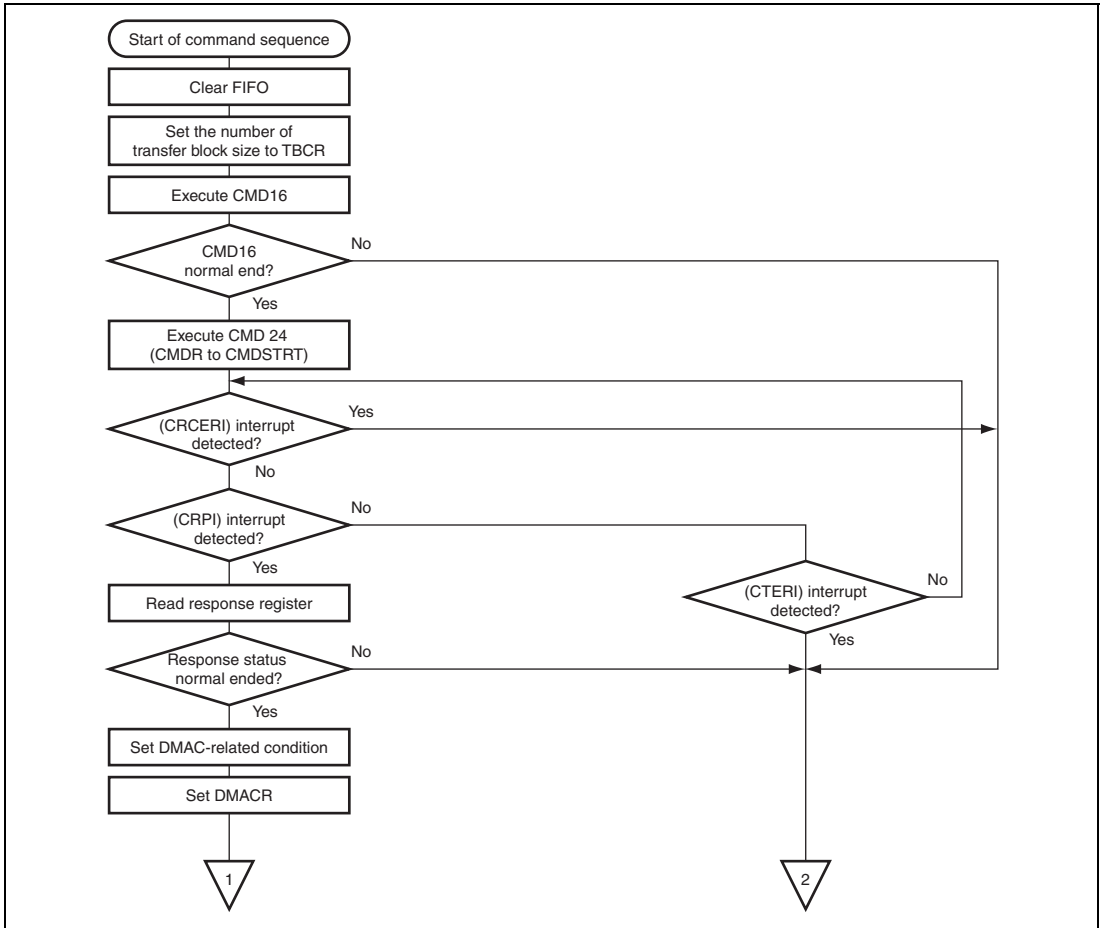 Start of command sequence
Clear FIFO
Set the number of
transfer block size to TBCR
Execute CMD16
CMD16
normal end?
No
Yes
Execute CMD 24
(CMDR to CMDSTRT)
(CRCERI) interrupt
detected?
Yes
No
(CRPI) interrupt
detected?
No
Yes
(CTERI) interrupt
detected?
No
Yes
Read response register
Response status
normal ended?
No
Yes
Set DMAC-related condition
Set DMACR
1
2